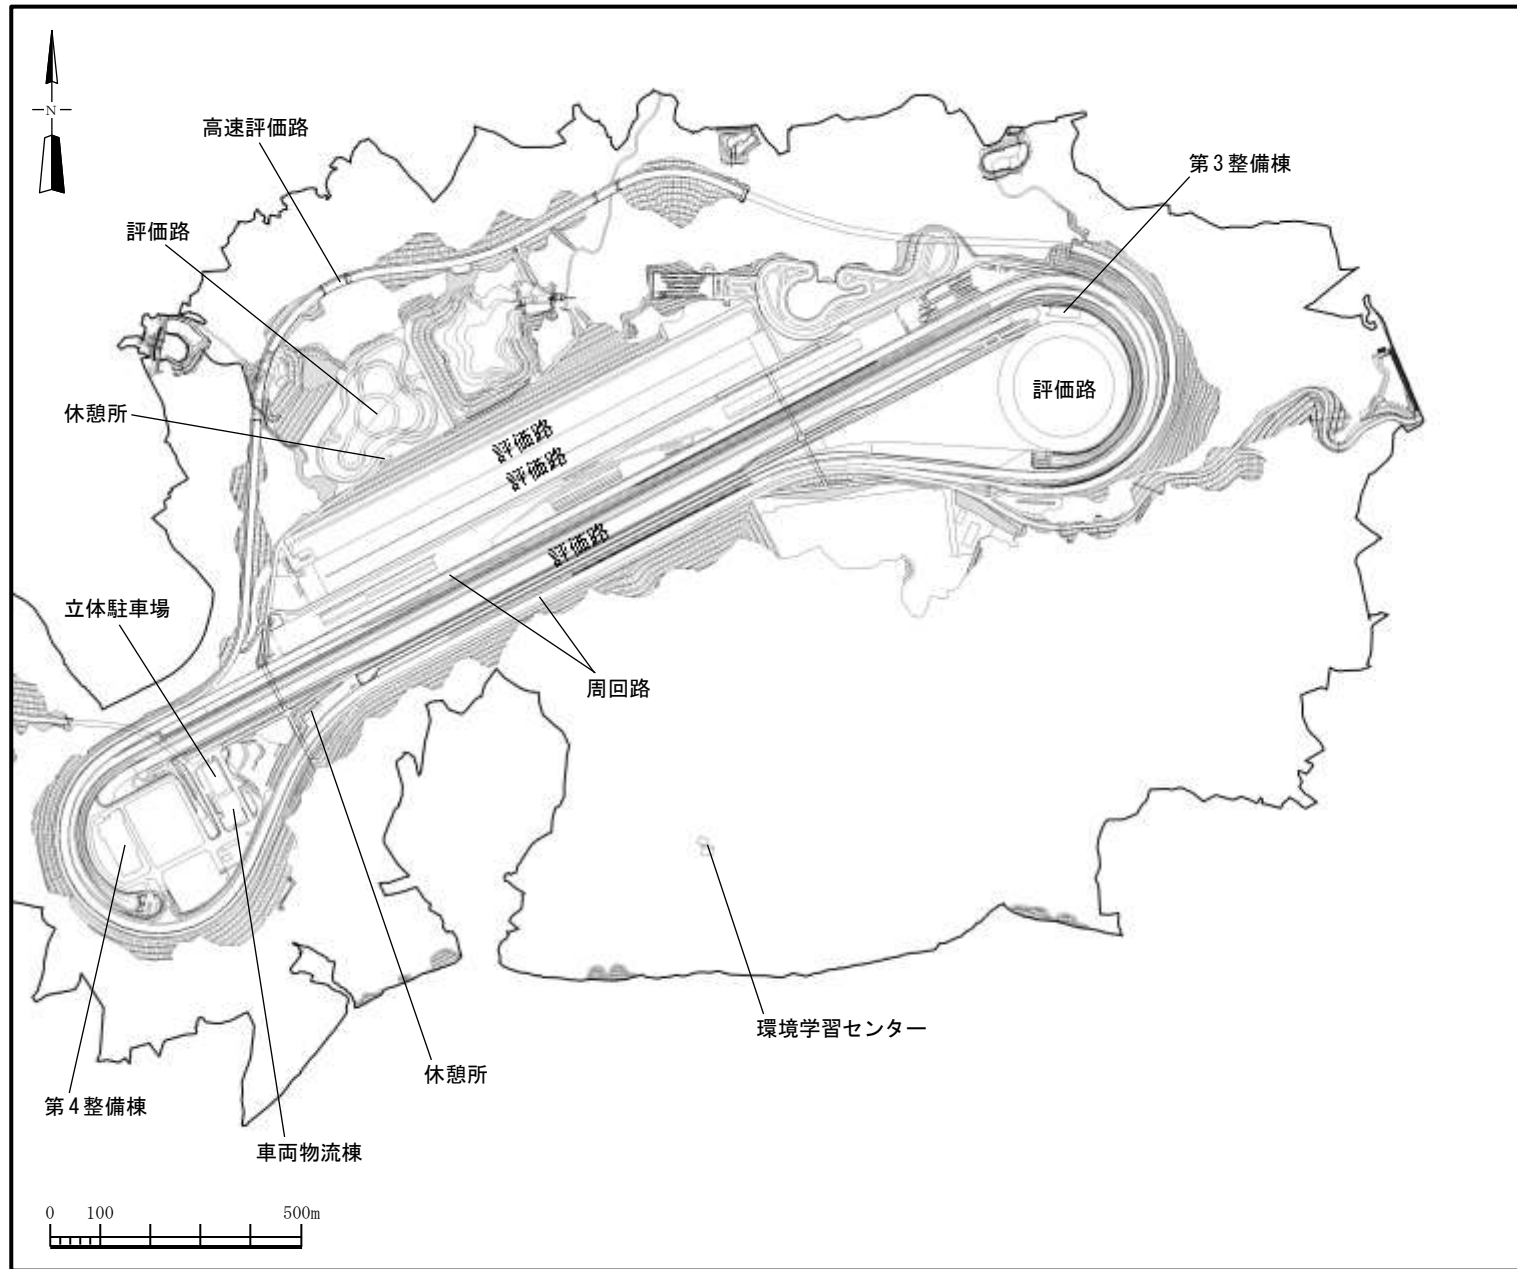 N
高速評価路
第3整備棟
評価路
評価路
休憩所
評価路
評価路
評価路
立体駐車場
周回路
環境学習センター
休憩所
第4整備棟
車両物流棟
0 100 500m